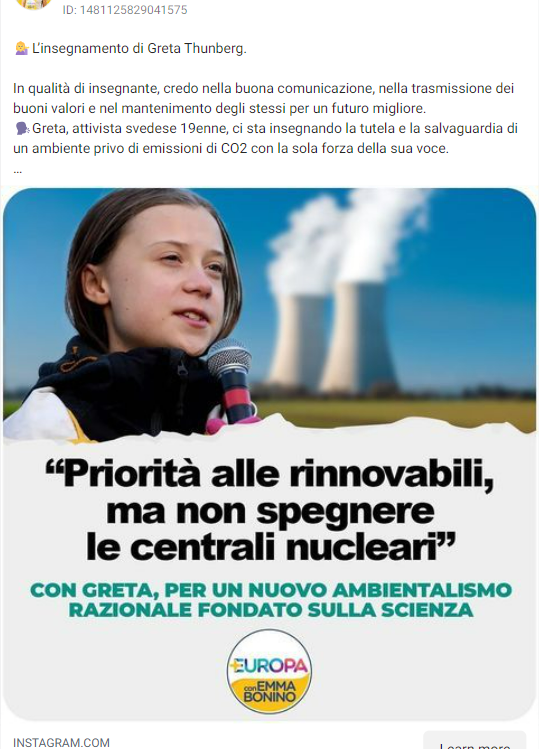 ID: 1481125829041575
L'insegnamento di Greta Thunberg.
In qualità di insegnante, credo nella buona comunicazione, nella trasmissione dei
buoni valori e nel mantenimento degli stessi per un futuro migliore.
Greta, attivista svedese 19enne, ci sta insegnando la tutela e la salvaguardia di
un ambiente privo di emissioni di CO2 con la sola forza della sua voce.
...
“Priorità alle rinnovabili,
ma non spegnere
le centrali nucleari”
CON GRETA, PER UN NUOVO AMBIENTALISMO
RAZIONALE FONDATO SULLA SCIENZA
+EUROPA
con EMMA
BONINO
INSTAGRAM.COM
Learn more